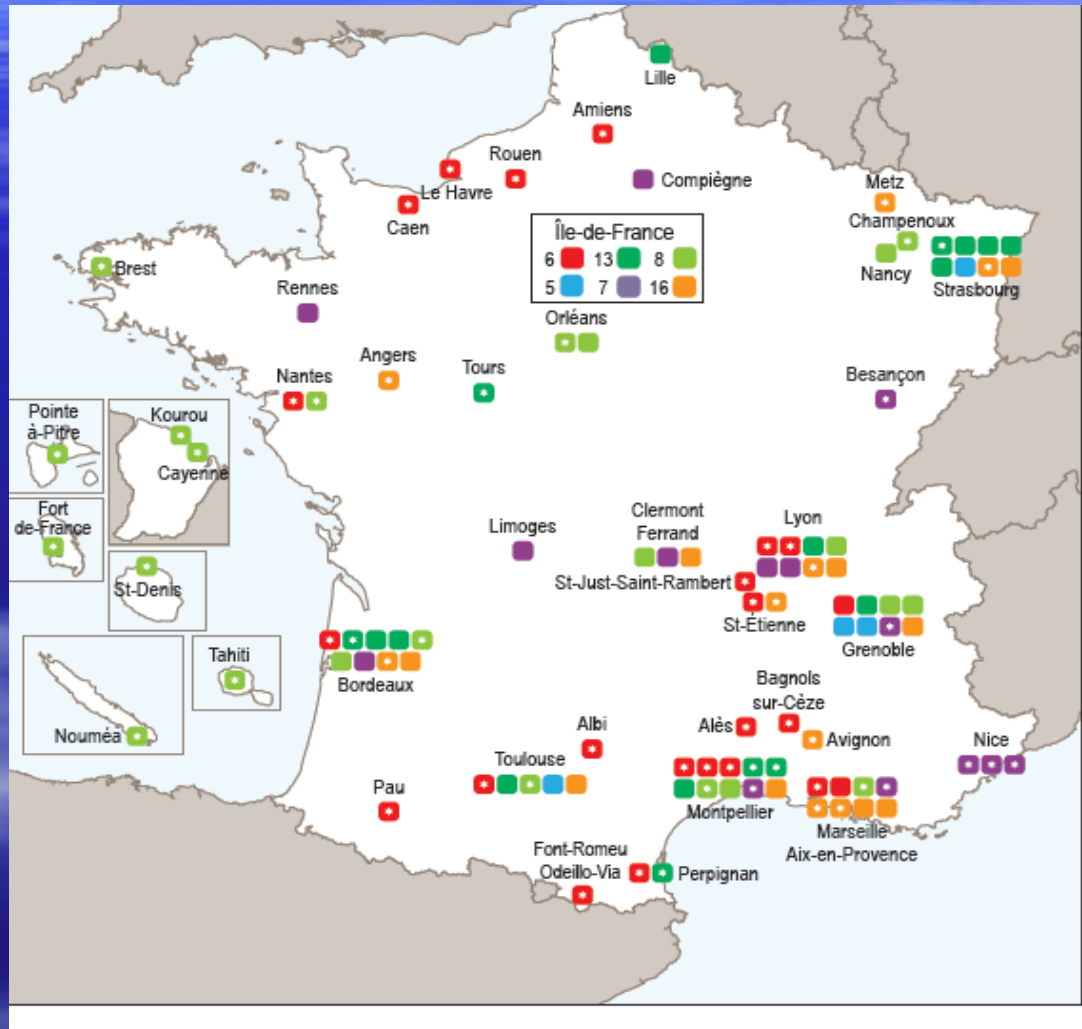 Lille
Amiens
Rouen
Le Havre
Compiègne
Caen
Metz
Champenoux
Nancy
Strasbourg
Île-de-France
6 13 8
5 7 16
Brest
Rennes
Orléans
Angers
Tours
Nantes
Besançon
Pointe
à-Pitre
Kourou
Cayenne
Fort
de-France
St-Denis
Limoges
Clermont
Ferrand
Lyon
St-Just-Saint-Rambert
St-Étienne
Grenoble
Tahiti
Nouméa
Bordeaux
Bagnols
sur-Cèze
Albi
Alès
Avignon
Nice
Toulouse
Pau
Montpellier
Marseille
Aix-en-Provence
Font-Romeu
Odeillo-Via
Perpignan